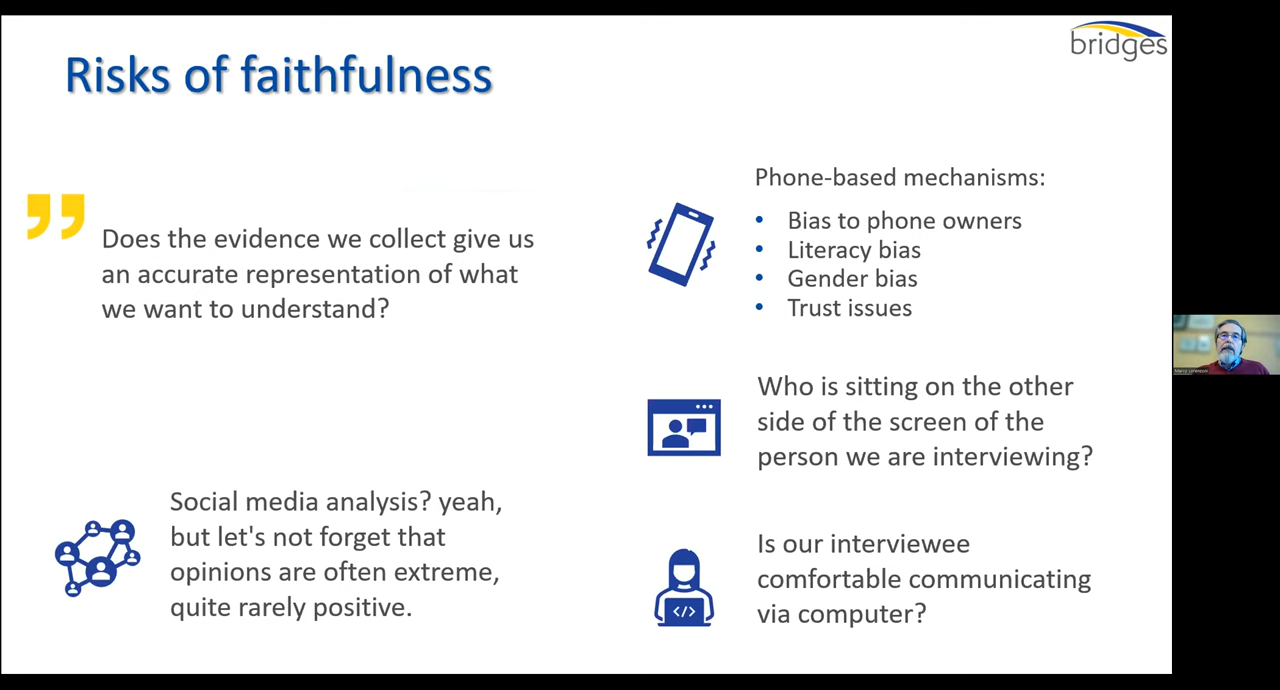 bridges
Risks of faithfulness
Does the evidence we collect give us
an accurate representation of what
we want to understand?
Social media analysis? yeah,
but let's not forget that
opinions are often extreme,
quite rarely positive.
Phone-based mechanisms:
• Bias to phone owners
• Literacy bias
• Gender bias
• Trust issues
Who is sitting on the other
side of the screen of the
person we are interviewing?
</>
Is our interviewee
comfortable communicating
via computer?